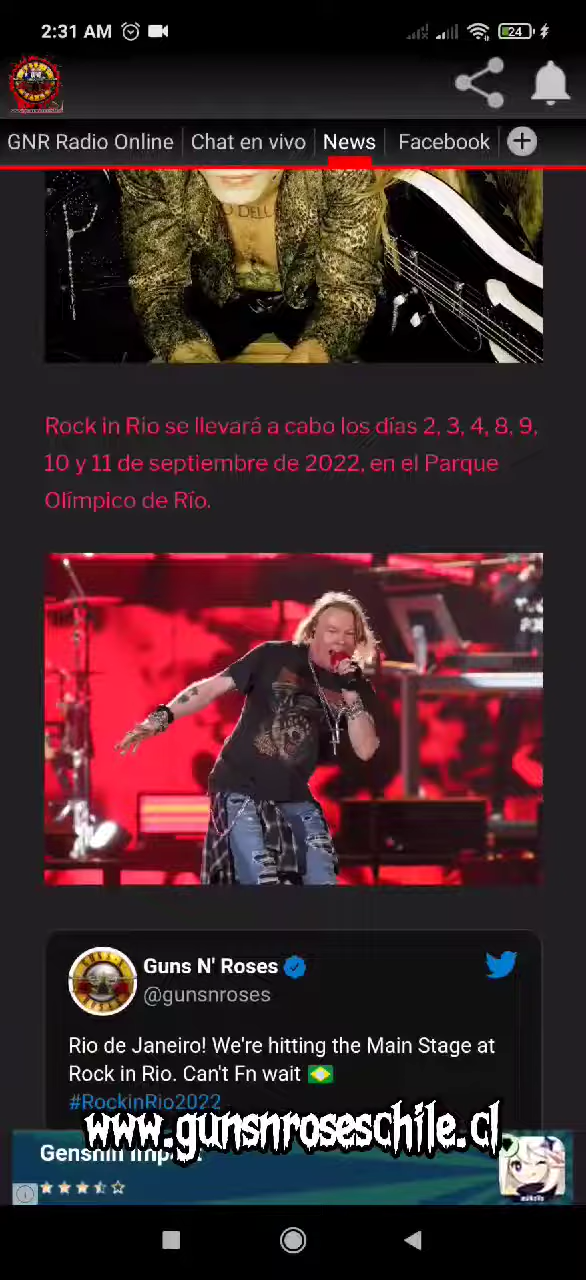 2:31 AM
24
GNR Radio Online
Chat en vivo
News
Facebook
Rock in Rio se llevará a cabo los días 2, 3, 4, 8, 9,
10 y 11 de septiembre de 2022, en el Parque
Olímpico de Río.
Guns N' Roses
@gunsnroses
Rio de Janeiro! We're hitting the Main Stage at
Rock in Rio. Can't Fn wait 🇧🇷
#RockinRio2022
www.gunsnroseschile.cl
Genshin Impact